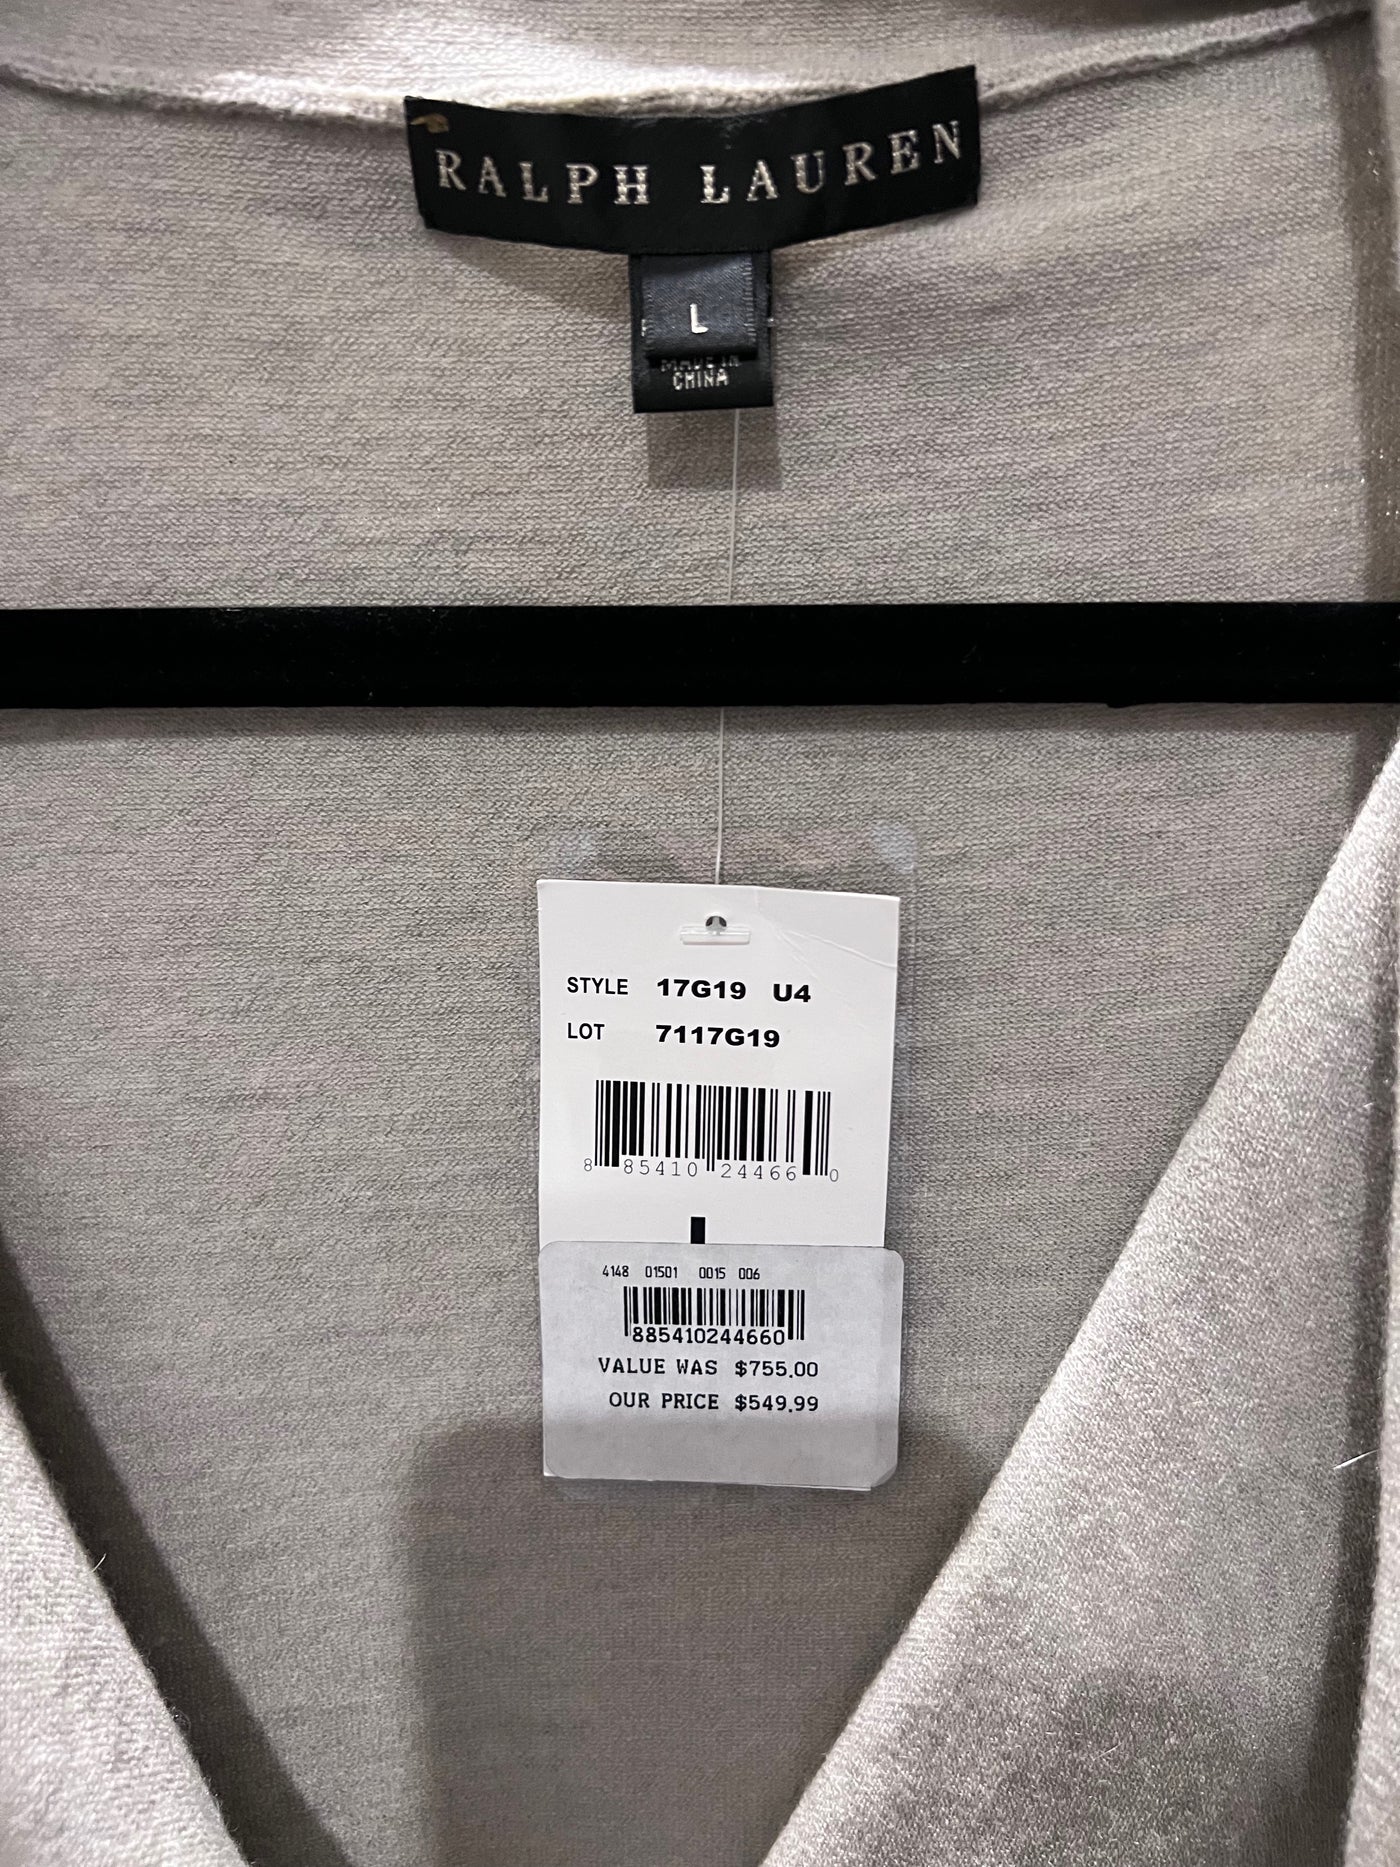 RALPH LAUREN
L
MADE IN
CHINA
STYLE 17G19 U4
LOT 7117G19
8 85410 24466 0
4148 01501 0015 006
885410244660
VALUE WAS $755.00
OUR PRICE $549.99